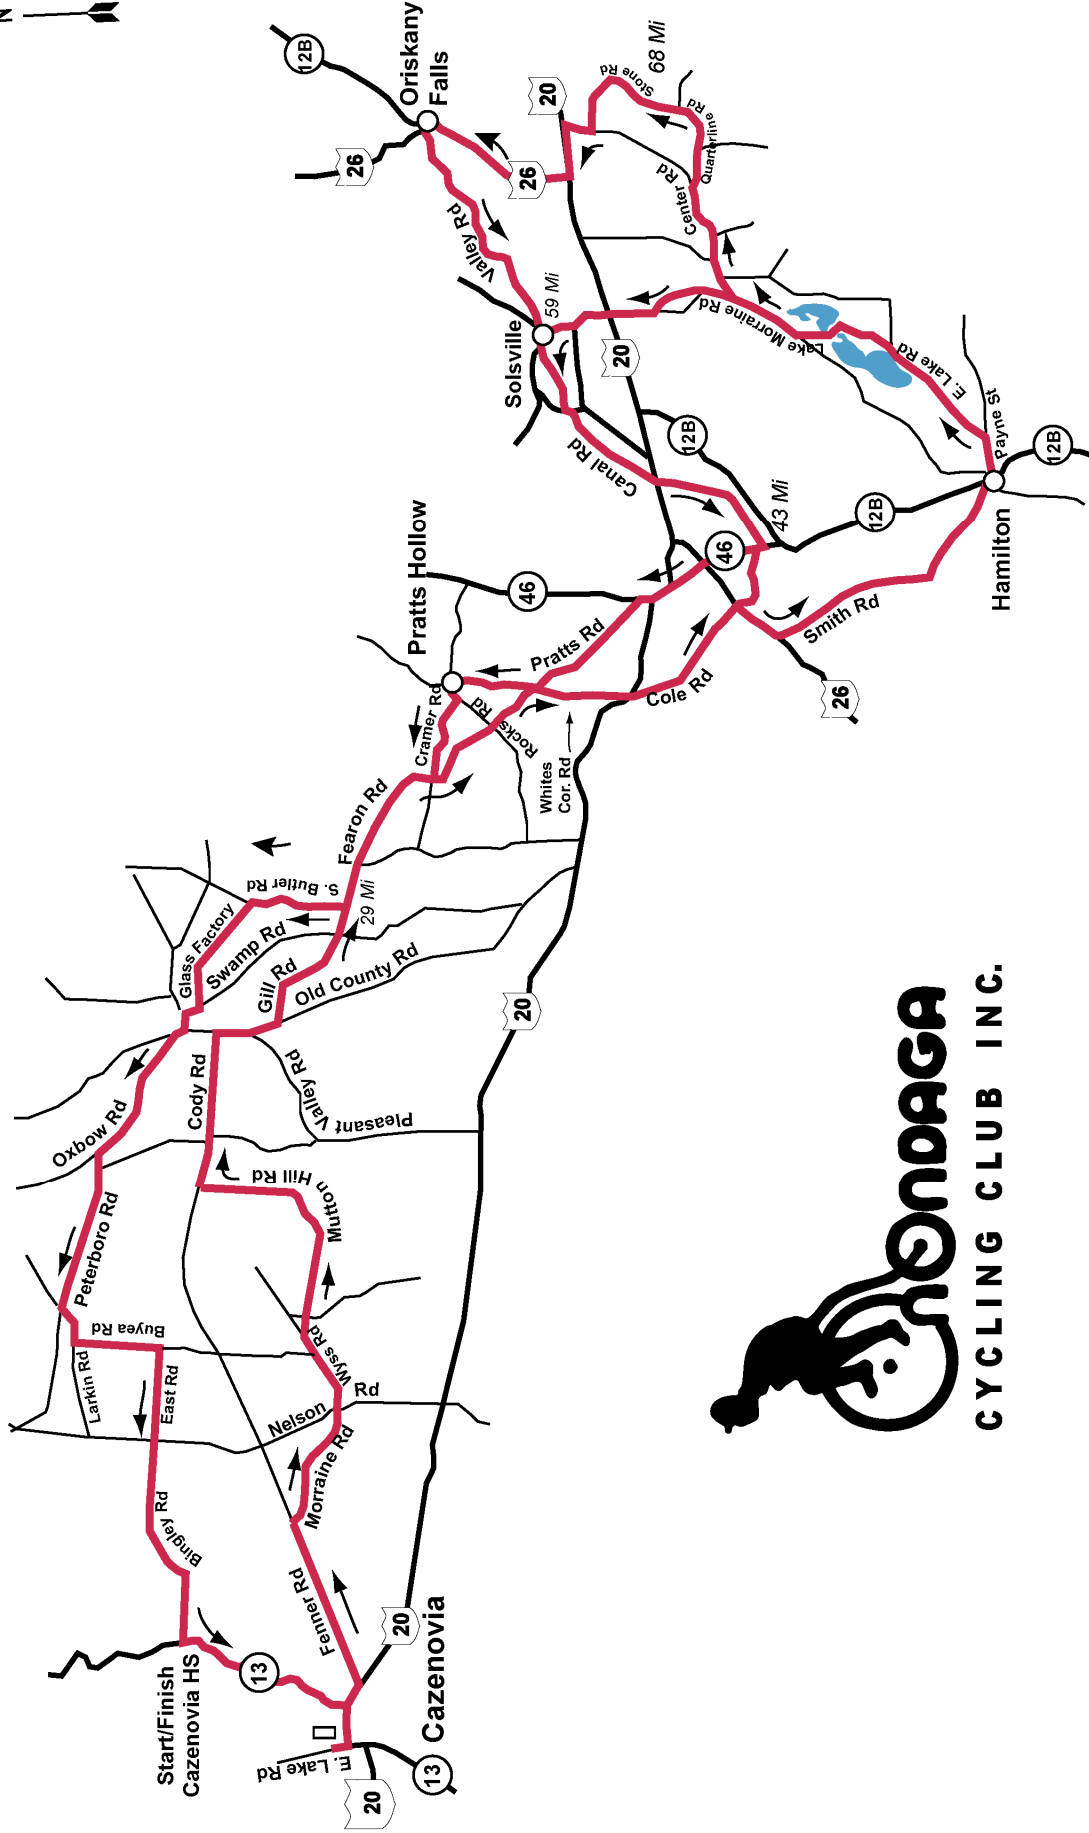 N
12B
Oriskany
Falls
26
20
Stone Rd
68 Mi
26
Quarterline Rd
Center Rd
Valley Rd
59 Mi
Solsville
20
Lake Morraine Rd
E. Lake Rd
Payne St
12B
12B
Canal Rd
43 Mi
12B
Hamilton
46
Smith Rd
26
Pratts Hollow
46
Pratts Rd
Cole Rd
Cramer Rd
Rocks Rd
Whites
Cor. Rd
Fearon Rd
S. Butler Rd
29 Mi
Glass Factory
Swamp Rd
Gill Rd
Old County Rd
20
Cody Rd
Pleasant Valley Rd
Oxbow Rd
Mutton Hill Rd
Peterboro Rd
Buyea Rd
Larkin Rd
East Rd
Wyss Rd
Nelson Rd
Morraine Rd
Bingley Rd
Fenner Rd
20
Start/Finish
Cazenovia HS
13
Cazenovia
E. Lake Rd
20
13
ONONDAGA
CYCLING CLUB INC.